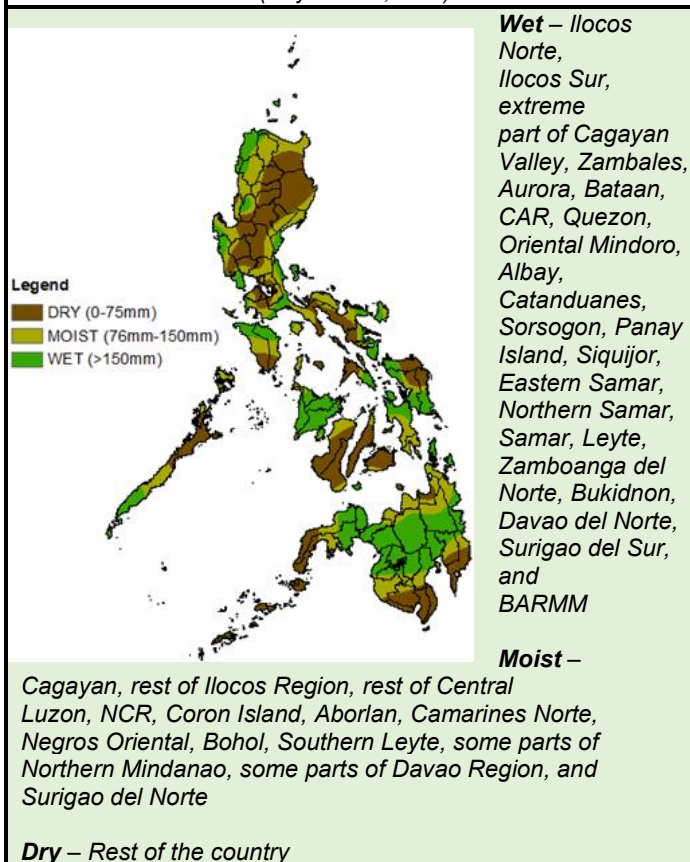 Wet – Ilocos
Norte,
Ilocos Sur,
extreme
part of Cagayan
Valley, Zambales,
Aurora, Bataan,
CAR, Quezon,
Oriental Mindoro,
Albay,
Catanduanes,
Sorsogon, Panay
Island, Siquijor,
Eastern Samar,
Northern Samar,
Samar, Leyte,
Zamboanga del
Norte, Bukidnon,
Davao del Norte,
Surigao del Sur,
and
BARMM
Legend
DRY (0-75mm)
MOIST (76mm-150mm)
WET (>150mm)
Moist –
Cagayan, rest of Ilocos Region, rest of Central
Luzon, NCR, Coron Island, Aborlan, Camarines Norte,
Negros Oriental, Bohol, Southern Leyte, some parts of
Northern Mindanao, some parts of Davao Region, and
Surigao del Norte
Dry – Rest of the country